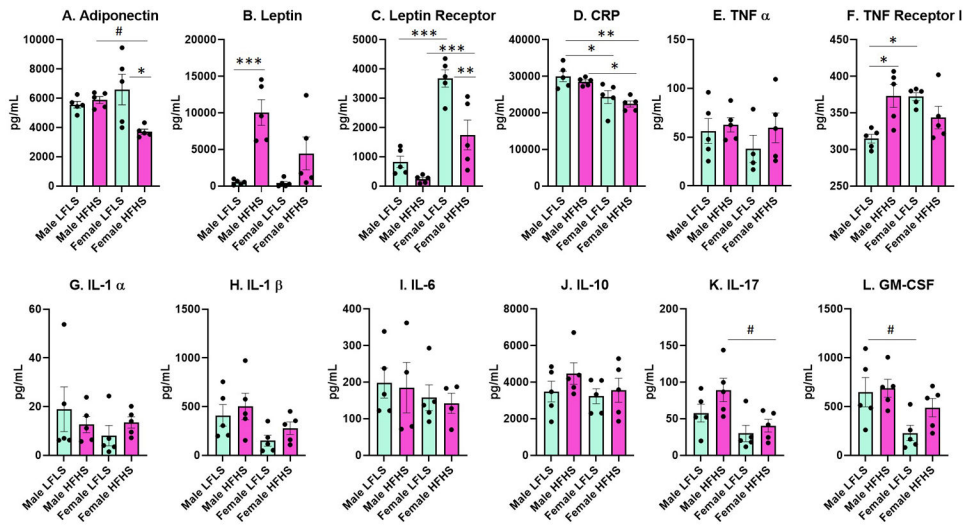 A. Adiponectin
#
*
pg/mL
10000
8000
6000
4000
2000
0
Male LFLS
Male HFHS
Female LFLS
Female HFHS
B. Leptin
***
pg/mL
20000
15000
10000
5000
0
Male LFLS
Male HFHS
Female LFLS
Female HFHS
C. Leptin Receptor
*** ***
**
pg/mL
6000
5000
4000
3000
2000
1000
0
Male LFLS
Male HFHS
Female LFLS
Female HFHS
D. CRP
**
*
*
pg/mL
40000
30000
20000
10000
0
Male LFLS
Male HFHS
Female LFLS
Female HFHS
E. TNF α
pg/mL
150
100
50
0
Male LFLS
Male HFHS
Female LFLS
Female HFHS
F. TNF Receptor I
*
*
pg/mL
450
400
350
300
250
Male LFLS
Male HFHS
Female LFLS
Female HFHS
G. IL-1 α
pg/mL
60
40
20
0
Male LFLS
Male HFHS
Female LFLS
Female HFHS
H. IL-1 β
pg/mL
1500
1000
500
0
Male LFLS
Male HFHS
Female LFLS
Female HFHS
I. IL-6
pg/mL
400
300
200
100
0
Male LFLS
Male HFHS
Female LFLS
Female HFHS
J. IL-10
pg/mL
8000
6000
4000
2000
0
Male LFLS
Male HFHS
Female LFLS
Female HFHS
K. IL-17
#
pg/mL
200
150
100
50
0
Male LFLS
Male HFHS
Female LFLS
Female HFHS
L. GM-CSF
#
pg/mL
1500
1000
500
0
Male LFLS
Male HFHS
Female LFLS
Female HFHS